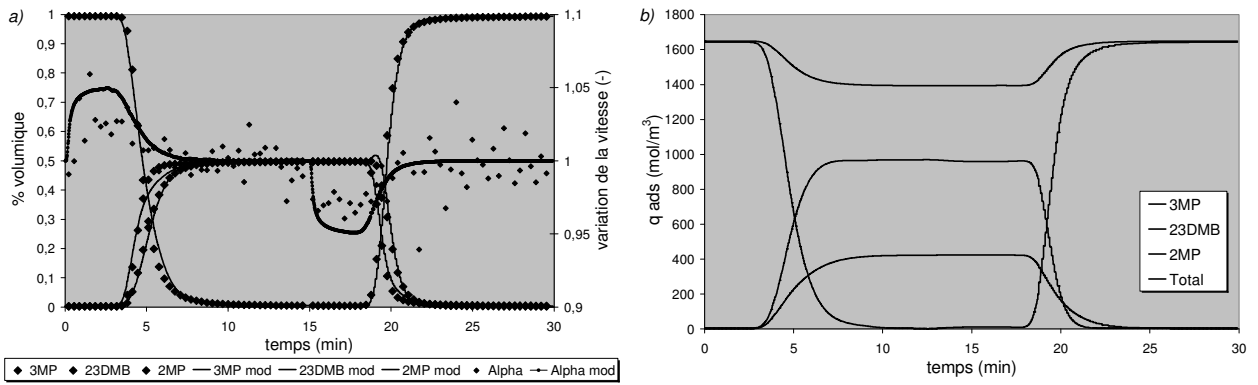 a)
% volumique
1
0,9
0,8
0,7
0,6
0,5
0,4
0,3
0,2
0,1
0
0 5 10 15 20 25 30
temps (min)
1,1
1,05
1
0,95
0,9
variation de la vitesse (-)
3MP 23DMB 2MP 3MP mod 23DMB mod 2MP mod Alpha Alpha mod
b)
q ads (mol/m³)
1800
1600
1400
1200
1000
800
600
400
200
0
0 5 10 15 20 25 30
temps (min)
3MP
23DMB
2MP
Total